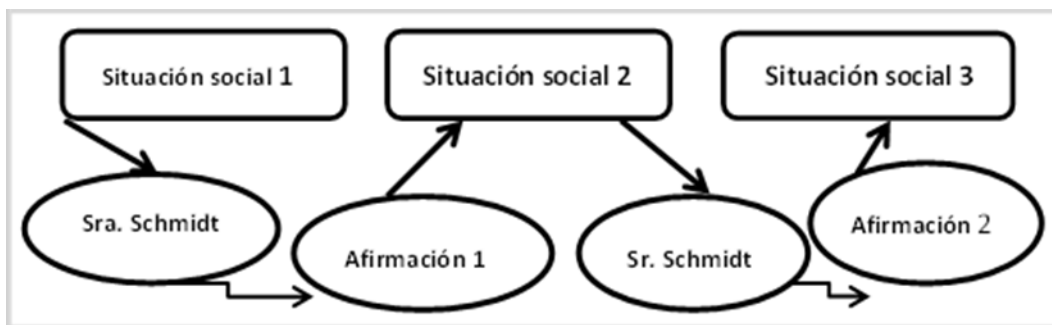 Situación social 1
Situación social 2
Situación social 3
Sra. Schmidt
Afirmación 1
Sr. Schmidt
Afirmación 2